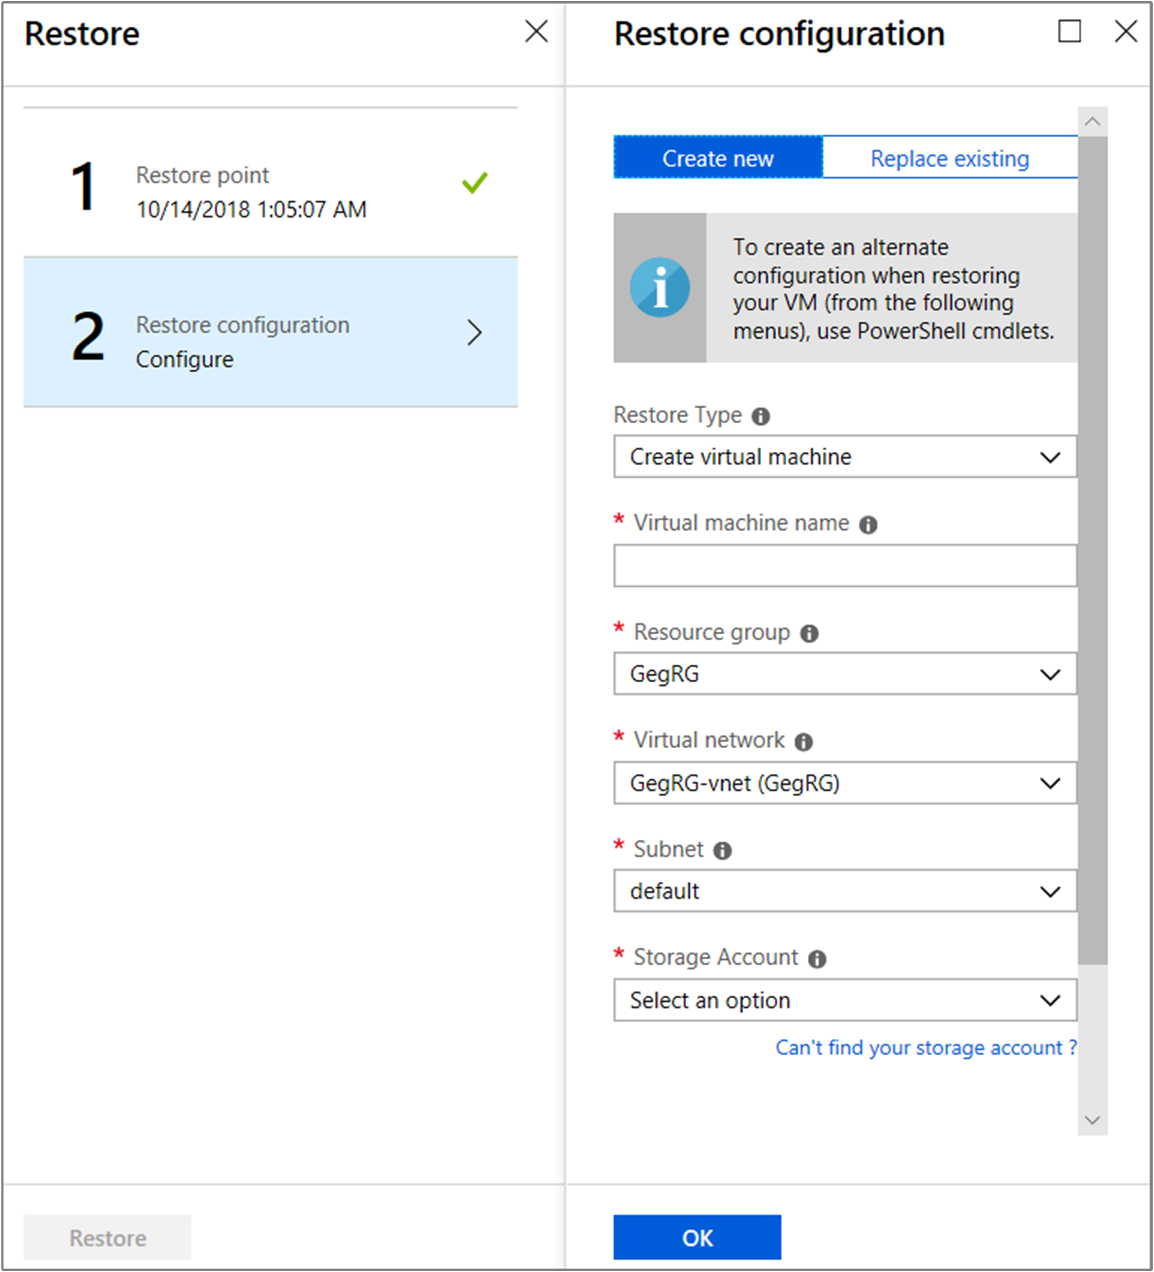 Restore
1
Restore point
10/14/2018 1:05:07 AM
2
Restore configuration
Configure
Restore
Restore configuration
Create new
Replace existing
To create an alternate
configuration when restoring
your VM (from the following
menus), use PowerShell cmdlets.
Restore Type
Create virtual machine
* Virtual machine name
* Resource group
GegRG
* Virtual network
GegRG-vnet (GegRG)
* Subnet
default
* Storage Account
Select an option
Can't find your storage account ?
OK